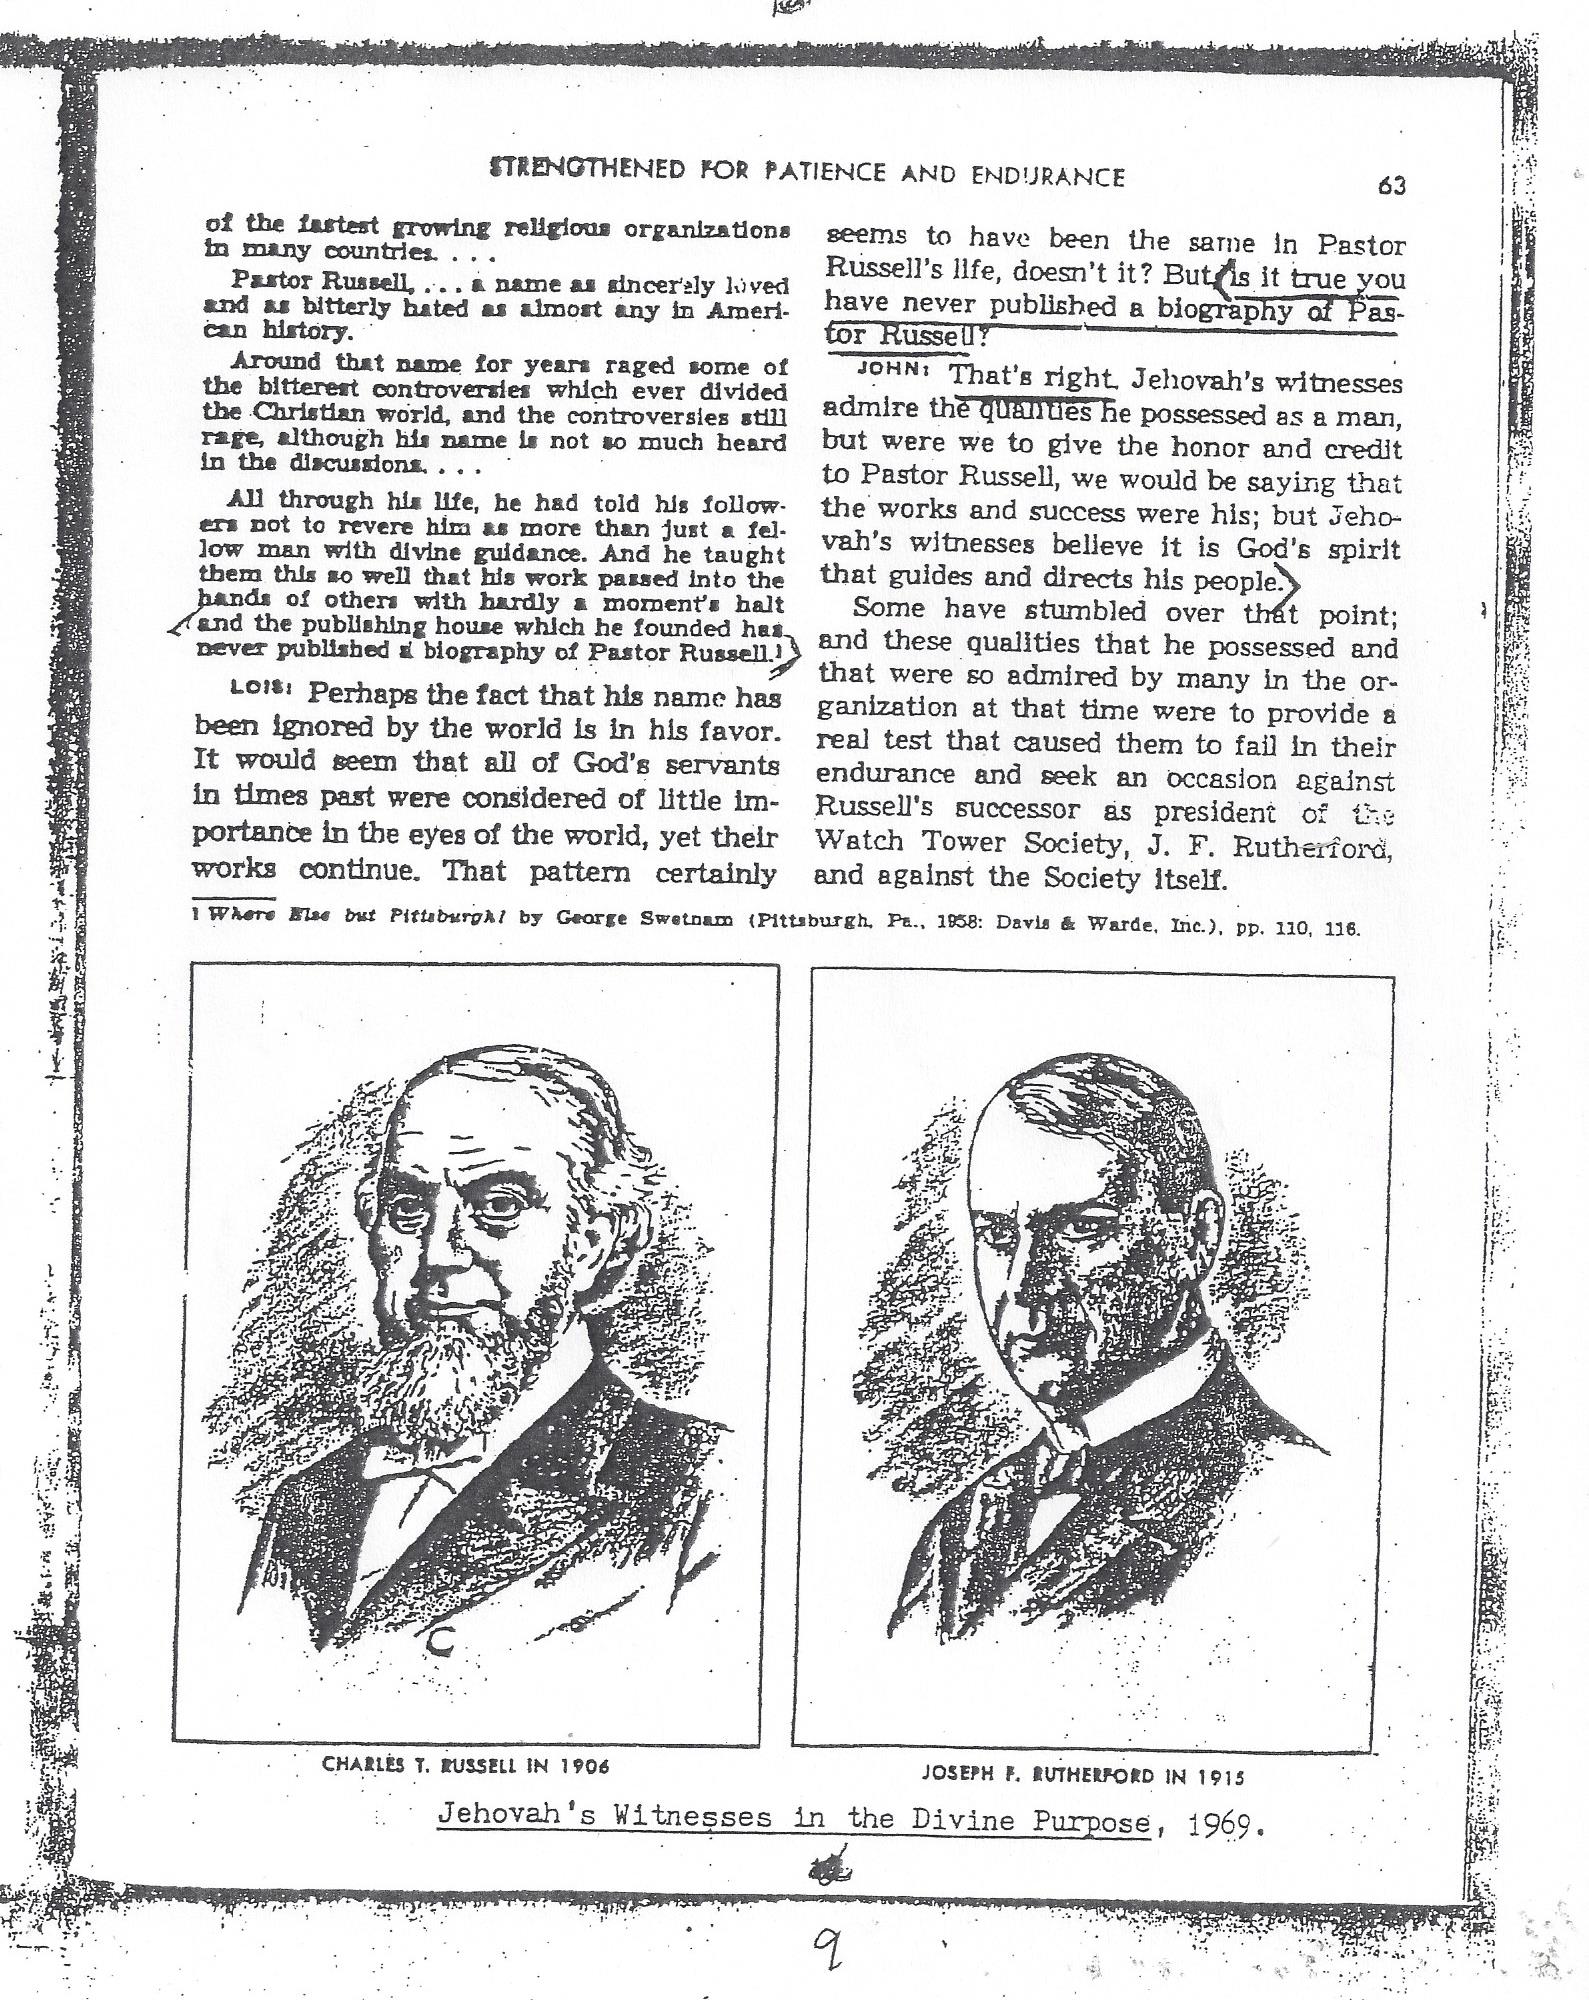 STRENGTHENED FOR PATIENCE AND ENDURANCE
63
of the fastest growing religious organizations
in many countries. . . .
Pastor Russell, . . . a name as sincerely loved
and as bitterly hated as almost any in Ameri-
can history.
Around that name for years raged some of
the bitterest controversies which ever divided
the Christian world, and the controversies still
rage, although his name is not so much heard
in the discussions. . . .
All through his life, he had told his follow-
ers not to revere him as more than just a fel-
low man with divine guidance. And he taught
them this so well that his work passed into the
hands of others with hardly a moment's halt
and the publishing house which he founded has
never published a biography of Pastor Russell.1
LOIS: Perhaps the fact that his name has
been ignored by the world is in his favor.
It would seem that all of God's servants
in times past were considered of little im-
portance in the eyes of the world, yet their
works continue. That pattern certainly
seems to have been the same in Pastor
Russell's life, doesn't it? But is it true you
have never published a biography of Pas-
tor Russell?
JOHN: That's right. Jehovah's witnesses
admire the qualities he possessed as a man,
but were we to give the honor and credit
to Pastor Russell, we would be saying that
the works and success were his; but Jeho-
vah's witnesses believe it is God's spirit
that guides and directs his people.
Some have stumbled over that point;
and these qualities that he possessed and
that were so admired by many in the or-
ganization at that time were to provide a
real test that caused them to fail in their
endurance and seek an occasion against
Russell's successor as president of the
Watch Tower Society, J. F. Rutherford,
and against the Society itself.
1 Where Else but Pittsburgh! by George Swetnam (Pittsburgh, Pa., 1958: Davis & Warde, Inc.), pp. 110, 116.
CHARLES T. RUSSELL IN 1906
JOSEPH F. RUTHERFORD IN 1915
Jehovah's Witnesses in the Divine Purpose, 1969.
9